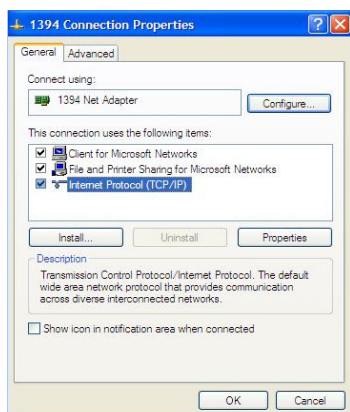 1394 Connection Properties
General Advanced
Connect using:
1394 Net Adapter
Configure...
This connection uses the following items:
Client for Microsoft Networks
File and Printer Sharing for Microsoft Networks
Internet Protocol (TCP/IP)
Install... Uninstall Properties
Description
Transmission Control Protocol/Internet Protocol. The default
wide area network protocol that provides communication
across diverse interconnected networks.
Show icon in notification area when connected
OK Cancel